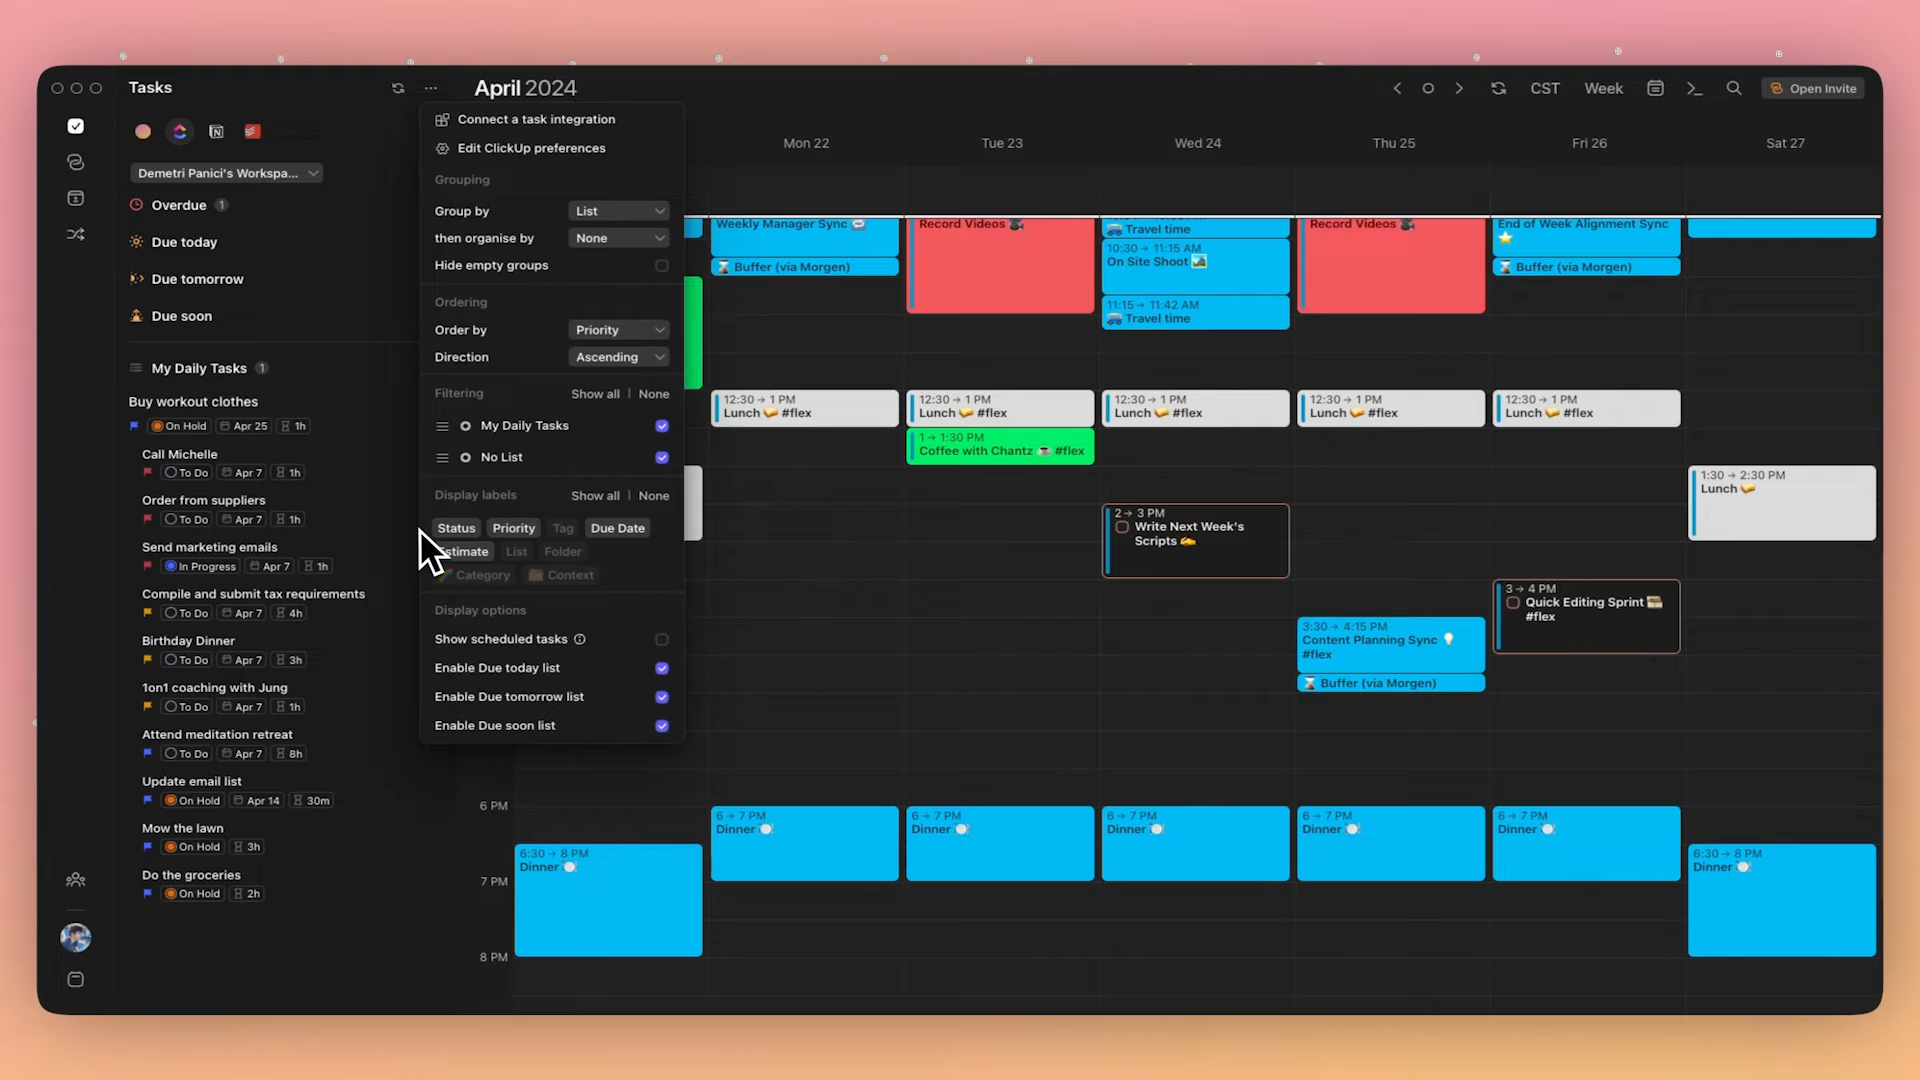 Tasks
Demetri Panici's Workspa...
Overdue 1
Due today
Due tomorrow
Due soon
My Daily Tasks 1
Buy workout clothes
On Hold Apr 25 1h
Call Michelle
To Do Apr 7 1h
Order from suppliers
To Do Apr 7 1h
Send marketing emails
In Progress Apr 7 1h
Compile and submit tax requirements
To Do Apr 7 4h
Birthday Dinner
To Do Apr 7 3h
1on1 coaching with Jung
To Do Apr 7 1h
Attend meditation retreat
To Do Apr 7 8h
Update email list
On Hold Apr 14 30m
Mow the lawn
On Hold 3h
Do the groceries
On Hold 2h
Connect a task integration
Edit ClickUp preferences
Grouping
Group by List
then organise by None
Hide empty groups
Ordering
Order by Priority
Direction Ascending
Filtering Show all | None
My Daily Tasks
No List
Display labels Show all | None
Status Priority Tag Due Date
stimate List Folder
Category Context
Display options
Show scheduled tasks
Enable Due today list
Enable Due tomorrow list
Enable Due soon list
April 2024
CST Week Open Invite
Mon 22 Tue 23 Wed 24 Thu 25 Fri 26 Sat 27
6 PM
7 PM
8 PM
6:30 → 8 PM
Dinner 🍽️
Weekly Manager Sync
⏳ Buffer (via Morgen)
12:30 → 1 PM
Lunch 🥪 #flex
6 → 7 PM
Dinner 🍽️
Record Videos 🎥
12:30 → 1 PM
Lunch 🥪 #flex
1 → 1:30 PM
Coffee with Chantz ☕ #flex
6 → 7 PM
Dinner 🍽️
Travel time
10:30 → 11:15 AM
On Site Shoot
11:15 → 11:42 AM
Travel time
12:30 → 1 PM
Lunch 🥪 #flex
2 → 3 PM
Write Next Week's
Scripts ✍️
6 → 7 PM
Dinner 🍽️
Record Videos 🎥
12:30 → 1 PM
Lunch 🥪 #flex
3:30 → 4:15 PM
Content Planning Sync 💡
#flex
⏳ Buffer (via Morgen)
6 → 7 PM
Dinner 🍽️
End of Week Alignment Sync
⭐
⏳ Buffer (via Morgen)
12:30 → 1 PM
Lunch 🥪 #flex
3 → 4 PM
Quick Editing Sprint
#flex
6 → 7 PM
Dinner 🍽️
1:30 → 2:30 PM
Lunch 🥪
6:30 → 8 PM
Dinner 🍽️